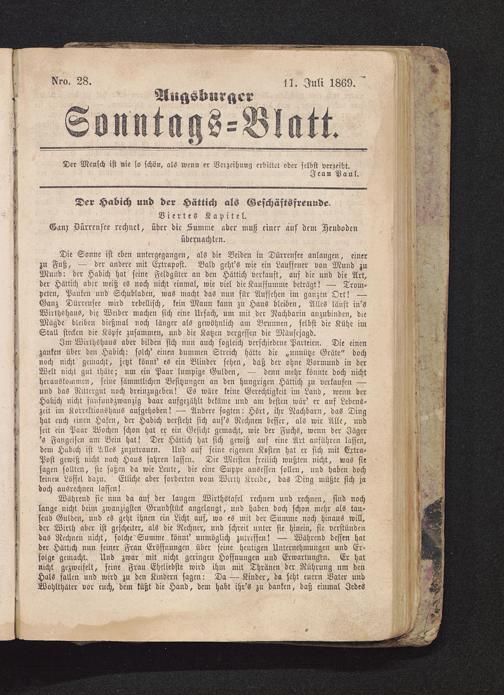 Nro. 28.
11. Juli 1869.
Augsburger
Sonntags=Blatt.
Der Mensch ist nie so schön, als wenn er Verzeihung erbittet oder selbst verzeiht.
Jean Paul.
Der Habich und der Hättich als Geschäftsfreunde.
Viertes Kapitel.
Ganz Dürrensee rechnet, über die Summe aber muß einer auf dem Heuboden
übernachten.
Die Sonne ist eben untergegangen, als die Beiden in Dürrensee anlangen, einer
zu Fuß, — der andere mit Extrapost. Bald geht's wie ein Lauffeuer von Mund zu
Mund: der Habich hat seine Feldgüter an den Hättich verkauft, auf die und die Art,
der Hättich aber weiß es noch nicht einmal, wie viel die Kaufsumme beträgt! — Trom-
peten, Pauken und Schubladen, was macht das nun für Aufsehen im ganzen Ort! —
Ganz Dürrensee wird rebellisch, kein Mann kann zu Haus bleiben, Alles läuft in's
Wirthshaus, die Weiber machen sich eine Ursach, um mit der Nachbarin anzubinden, die
Mägde bleiben dießmal noch länger als gewöhnlich am Brunnen, selbst die Kühe im
Stall strecken die Köpfe zusammen, und die Katzen vergessen die Mäusejagd.
Im Wirthshaus aber bilden sich nun auch sogleich verschiedene Parteien. Die einen
zanken über den Habich: solch' einen dummen Streich hätte die „unnütze Gräte“ doch
noch nicht gemacht, jetzt könnt' es ein Blinder sehen, daß der ohne Vormund in der
Welt nicht gut thäte; um ein Paar lumpige Gulden, — denn mehr könnte doch nicht
herauskommen, seine sämmtlichen Besitzungen an den hungrigen Hättich zu verkaufen —
und das Rittergut noch dreinzugeben! Es wäre keine Gerechtigkeit im Land, wenn der
Habich nicht fünfundzwanzig baar aufgezählt bekäme und am besten wär' er auf Lebens-
zeit im Korrektionshaus aufgehoben! — Andere sagten: Hört, ihr Nachbarn, das Ding
hat euch einen Hafen, der Habich versteht sich auf's Rechnen besser, als wir Alle, und
seit ein Paar Wochen schon hat er ein Gesicht gemacht, wie der Fuchs, wenn der Jäger
's Fangeisen am Bein hat! Der Hättich hat sich gewiß auf eine Art anführen lassen,
dem Habich ist Alles zuzutrauen. Und auf seine eigenen Kosten hat er sich mit Extra-
Post gewiß nicht nach Haus fahren lassen. Die Meisten freilich wußten nicht, was sie
sagen sollten, sie saßen da wie Leute, die eine Suppe ausessen sollen, und haben doch
keinen Löffel dazu. Etliche aber forderten vom Wirth Kreide, das Ding müßte sich ja
doch ausrechnen lassen!
Während sie nun da auf der langen Wirthstafel rechnen und rechnen, sind noch
lange nicht beim zwanzigsten Grundstück angelangt, und haben doch schon mehr als tau-
send Gulden, und es geht ihnen ein Licht auf, wo es mit der Summe noch hinaus will,
der Wirth aber ist gescheiter, als die Rechner, und schreit unter sie hinein, sie verständen
das Rechnen nicht, solche Summe könnt' unmöglich zutreffen! — Während dessen hat
der Hättich nun seiner Frau Eröffnungen über seine heutigen Unternehmungen und Er-
folge gemacht. Und zwar mit nicht geringen Hoffnungen und Erwartungen. Er hat
nicht gezweifelt, seine Frau Eheliebste wird ihm mit Thränen der Rührung um den
Hals fallen und wird zu den Kindern sagen: Da — Kinder, da seht euern Vater und
Wohlthäter vor euch, dem küßt die Hand, dem habt ihr's zu danken, daß einmal Jedes